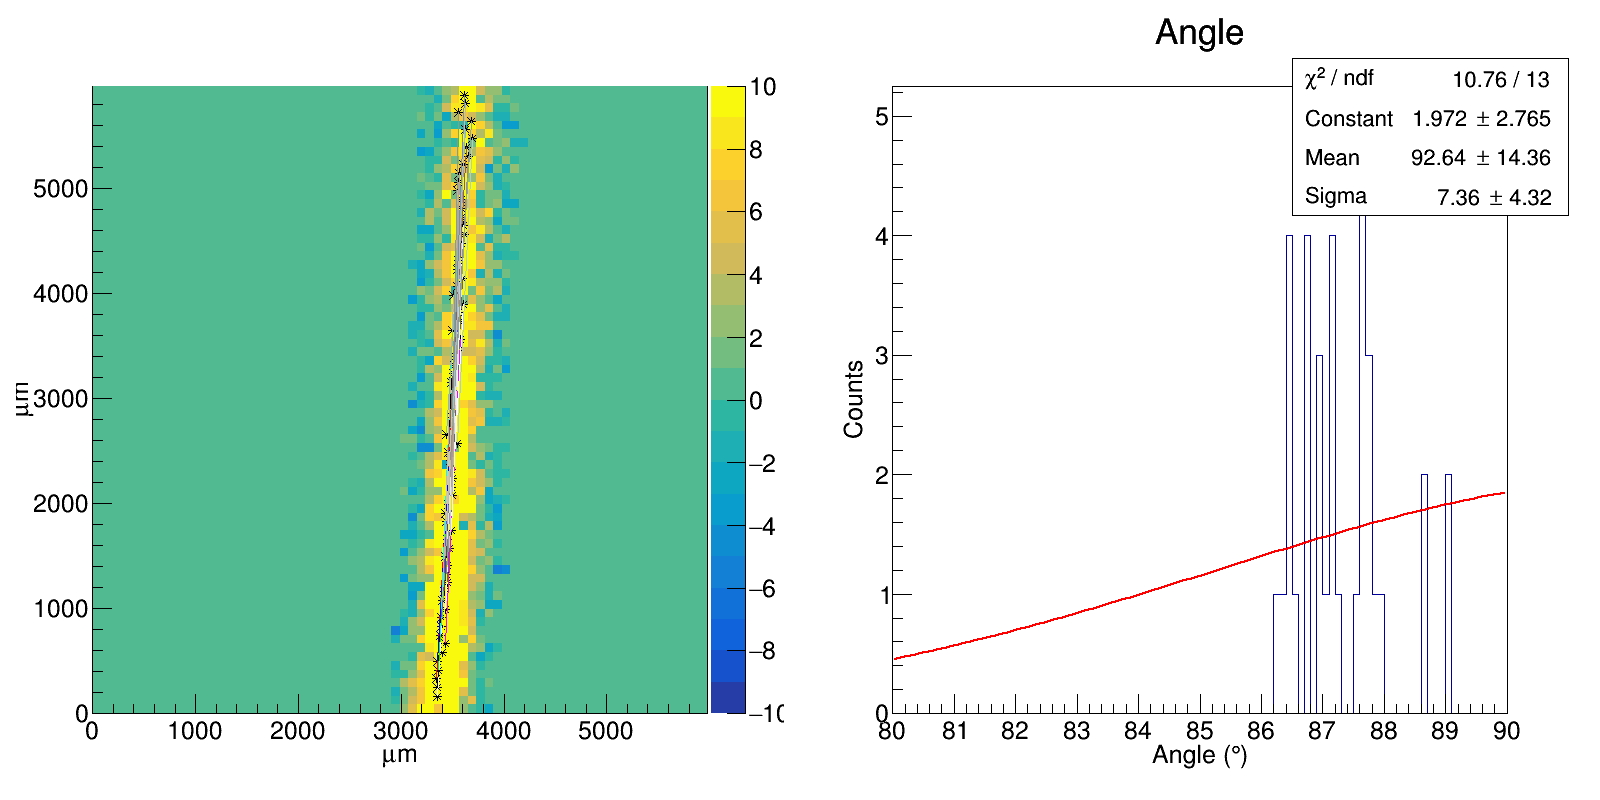 Angle
χ² / ndf 10.76 / 13
Constant 1.972 ± 2.765
Mean 92.64 ± 14.36
Sigma 7.36 ± 4.32
μm
5000
4000
3000
2000
1000
0
0 1000 2000 3000 4000 5000
μm
10
8
6
4
2
0
−2
−4
−6
−8
−10
Counts
5
4
3
2
1
0
80 81 82 83 84 85 86 87 88 89 90
Angle (°)